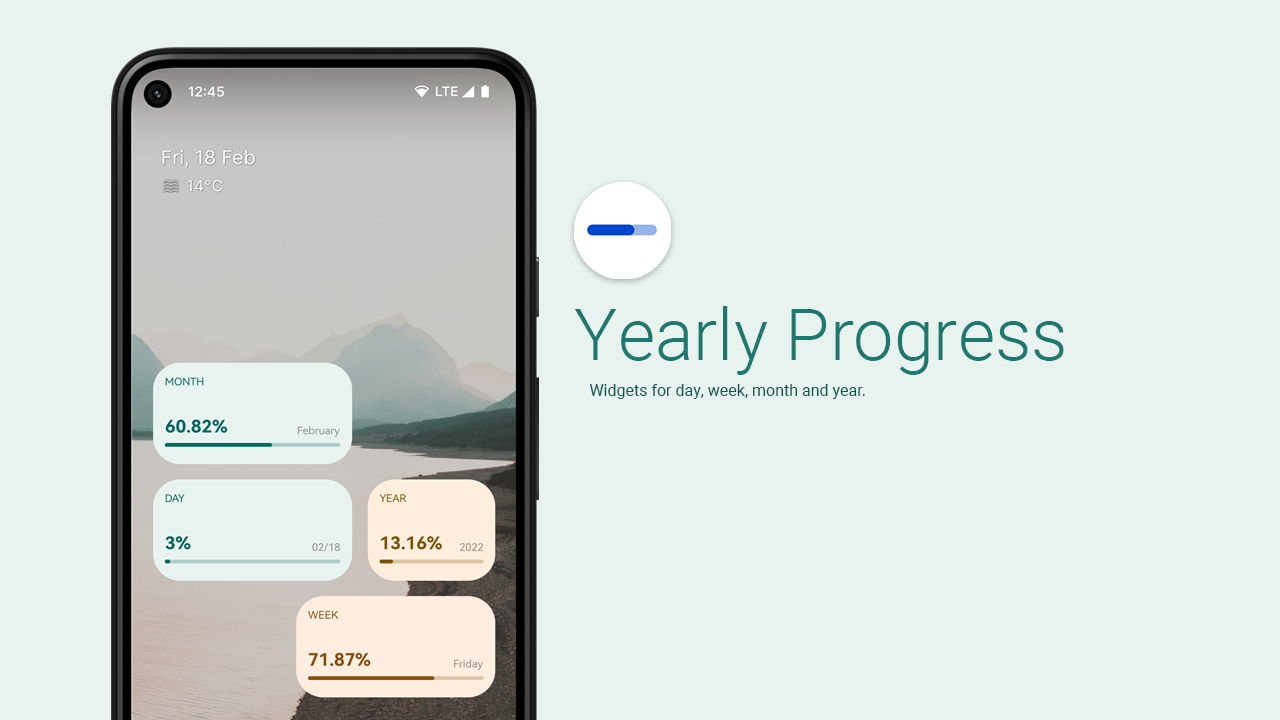 12:45 LTE
Fri, 18 Feb
14°C
MONTH
60.82% February
DAY
3% 02/18
YEAR
13.16% 2022
WEEK
71.87% Friday
Yearly Progress
Widgets for day, week, month and year.